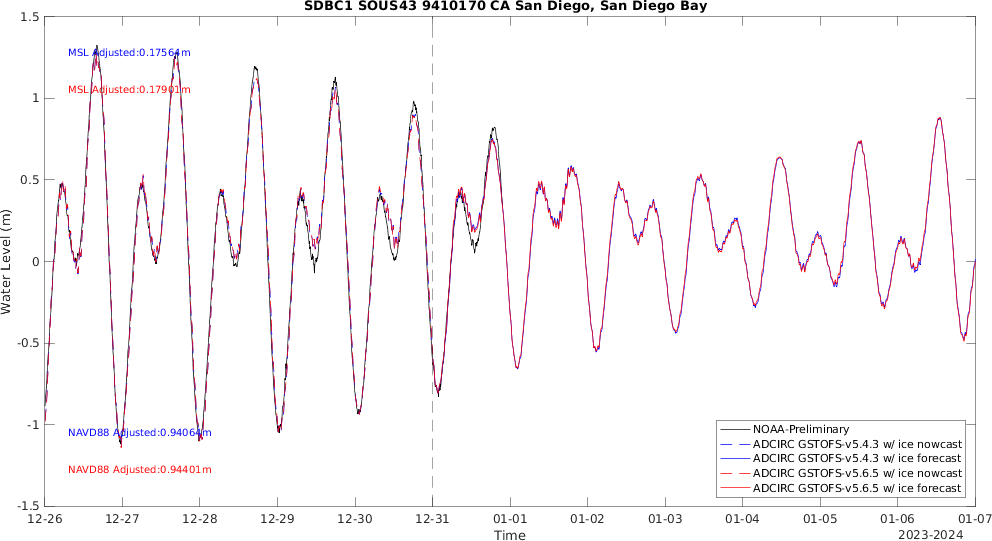 SDBC1 SOUS43 9410170 CA San Diego, San Diego Bay
1.5
MSL Adjusted:0.17564m
MSL Adjusted:0.17901m
1
0.5
0
-0.5
-1
-1.5
Water Level (m)
NAVD88 Adjusted:0.94064m
NAVD88 Adjusted:0.94401m
NOAA-Preliminary
ADCIRC GSTOFS-v5.4.3 w/ ice nowcast
ADCIRC GSTOFS-v5.4.3 w/ ice forecast
ADCIRC GSTOFS-v5.6.5 w/ ice nowcast
ADCIRC GSTOFS-v5.6.5 w/ ice forecast
12-26 12-27 12-28 12-29 12-30 12-31 01-01 01-02 01-03 01-04 01-05 01-06 01-07
Time
2023-2024